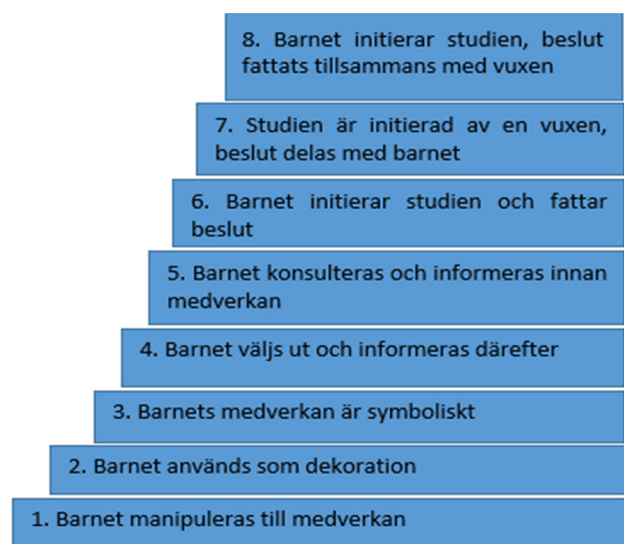 8. Barnet initierar studien, beslut
fattats tillsammans med vuxen
7. Studien är initierad av en vuxen,
beslut delas med barnet
6. Barnet initierar studien och fattar
beslut
5. Barnet konsulteras och informeras innan
medverkan
4. Barnet väljs ut och informeras därefter
3. Barnets medverkan är symboliskt
2. Barnet används som dekoration
1. Barnet manipuleras till medverkan